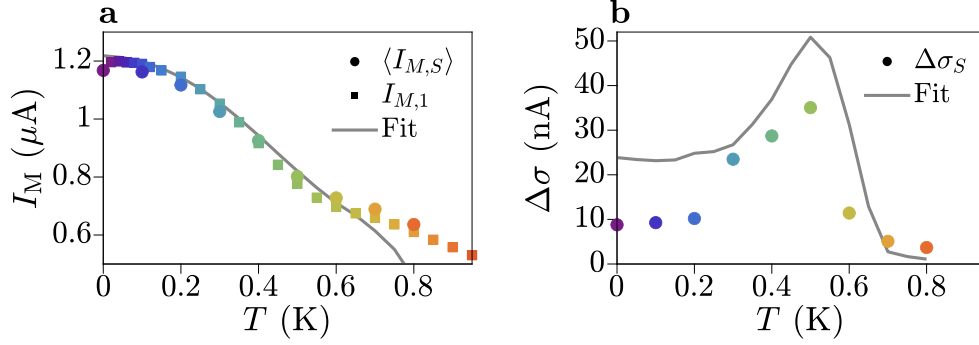 a
1.2
1
0.8
0.6
I_M (μA)
⟨I_{M,S}⟩
I_{M,1}
Fit
0 0.2 0.4 0.6 0.8
T (K)
b
50
40
30
20
10
0
Δσ (nA)
Δσ_S
Fit
0 0.2 0.4 0.6 0.8
T (K)